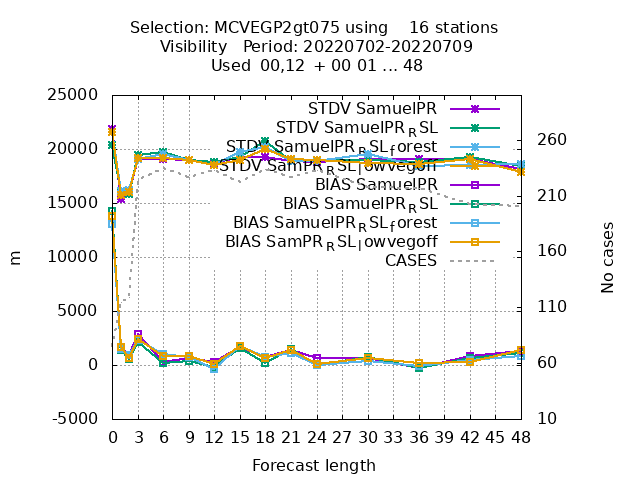 Selection: MCVEGP2gt075 using    16 stations
Visibility   Period: 20220702-20220709
Used  00,12  + 00 01 ... 48
25000
20000
15000
10000
5000
0
-5000
m
STDV SamuelPR
STDV SamuelPR_RSL
STDV SamuelPR_RSL_forest
STDV SamPR_RSL_lowvegoff
BIAS SamuelPR
BIAS SamuelPR_RSL
BIAS SamuelPR_RSL_forest
BIAS SamPR_RSL_lowvegoff
CASES
260
210
160
110
60
10
No cases
0 3 6 9 12 15 18 21 24 27 30 33 36 39 42 45 48
Forecast length